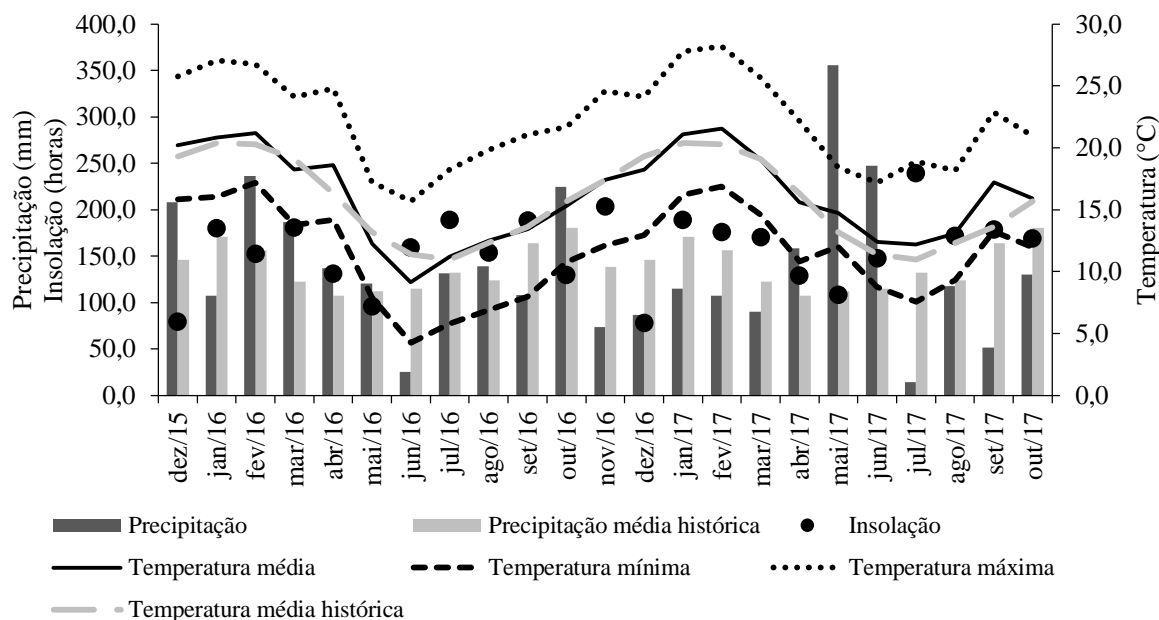 Precipitação (mm)
Insolação (horas)
400,0
350,0
300,0
250,0
200,0
150,0
100,0
50,0
0,0
30,0
25,0
20,0
15,0
10,0
5,0
0,0
Temperatura (°C)
dez/15
jan/16
fev/16
mar/16
abr/16
mai/16
jun/16
jul/16
ago/16
set/16
out/16
nov/16
dez/16
jan/17
fev/17
mar/17
abr/17
mai/17
jun/17
jul/17
ago/17
set/17
out/17
Precipitação
Precipitação média histórica
Insolação
Temperatura média
Temperatura mínima
Temperatura máxima
Temperatura média histórica